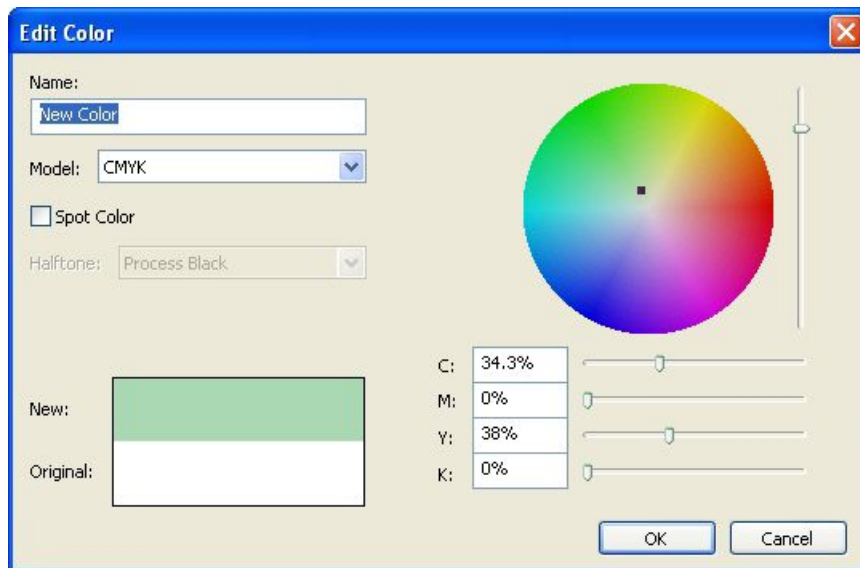 Edit Color
Name:
New Color
Model: CMYK
Spot Color
Halftone: Process Black
New:
Original:
C: 34.3%
M: 0%
Y: 38%
K: 0%
OK Cancel